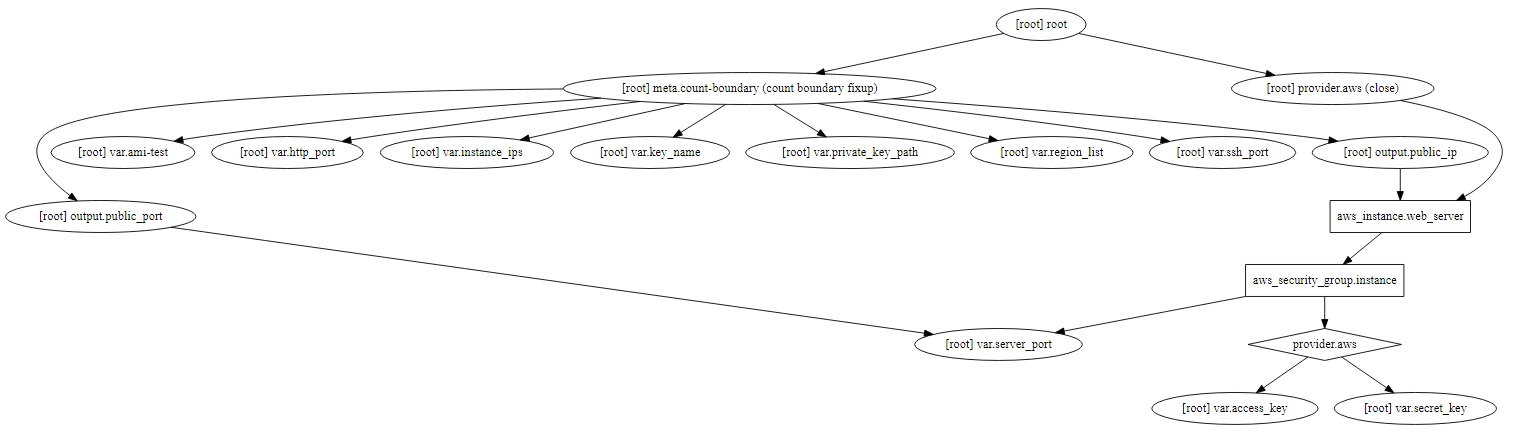 [root] root
[root] meta.count-boundary (count boundary fixup)
[root] provider.aws (close)
[root] var.ami-test
[root] var.http_port
[root] var.instance_ips
[root] var.key_name
[root] var.private_key_path
[root] var.region_list
[root] var.ssh_port
[root] output.public_ip
[root] output.public_port
aws_instance.web_server
aws_security_group.instance
[root] var.server_port
provider.aws
[root] var.access_key
[root] var.secret_key